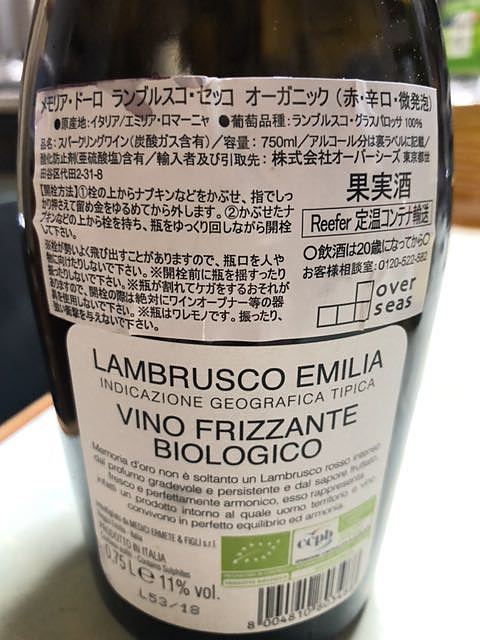 メモリア・ドーロ ランブルスコ・セッコ オーガニック (赤・辛口・微発泡)
●原産地:イタリア/エミリア・ロマーニャ ●葡萄品種:ランブルスコ・グラスパロッサ 100%
品名:スパークリングワイン(炭酸ガス含有)/容量:750ml/アルコール分は裏ラベルに記載/
酸化防止剤(亜硫酸塩)含有/輸入者及び引取先:株式会社オーバーシーズ 東京都世
田谷区代田2-31-8
【開栓方法】①栓の上からナプキンなどをかぶせ、指でしっ
かり押さえて留め金をゆるめてから外します。②かぶせたナ
プキンなどの上から栓を持ち、瓶をゆっくり回しながら開栓
して下さい。
※栓が勢いよく飛び出すことがありますので、瓶口を人や
物に向けたりしないで下さい。※開栓前に瓶を揺すったり
振ったりしないで下さい。※瓶が割れてケガをするおそれが
ありますので、開栓の際は絶対にワインオープナー等の器
具を使用しないで下さい。※瓶はワレモノです。振ったり、
強い衝撃を与えないで下さい。
果実酒
Reefer 定温コンテナ輸送
○飲酒は20歳になってから○
お客様相談室:0120-522-582
over
seas
LAMBRUSCO EMILIA
INDICAZIONE GEOGRAFICA TIPICA
VINO FRIZZANTE
BIOLOGICO
Memoria d'oro non è soltanto un Lambrusco rosso intenso
dal profumo gradevole e persistente e dal sapore fruttato,
fresco e perfettamente armonico, esso rappresenta
infatti un prodotto intorno al quale uomo territorio e vino
convivono in perfetto equilibrio ed armonia.
MEDICI ERMETE & FIGLI s.r.l.
Italia
PRODOTTO IN ITALIA
Contains Sulphites
0,75 L e 11% vol.
L53/18
ccpb